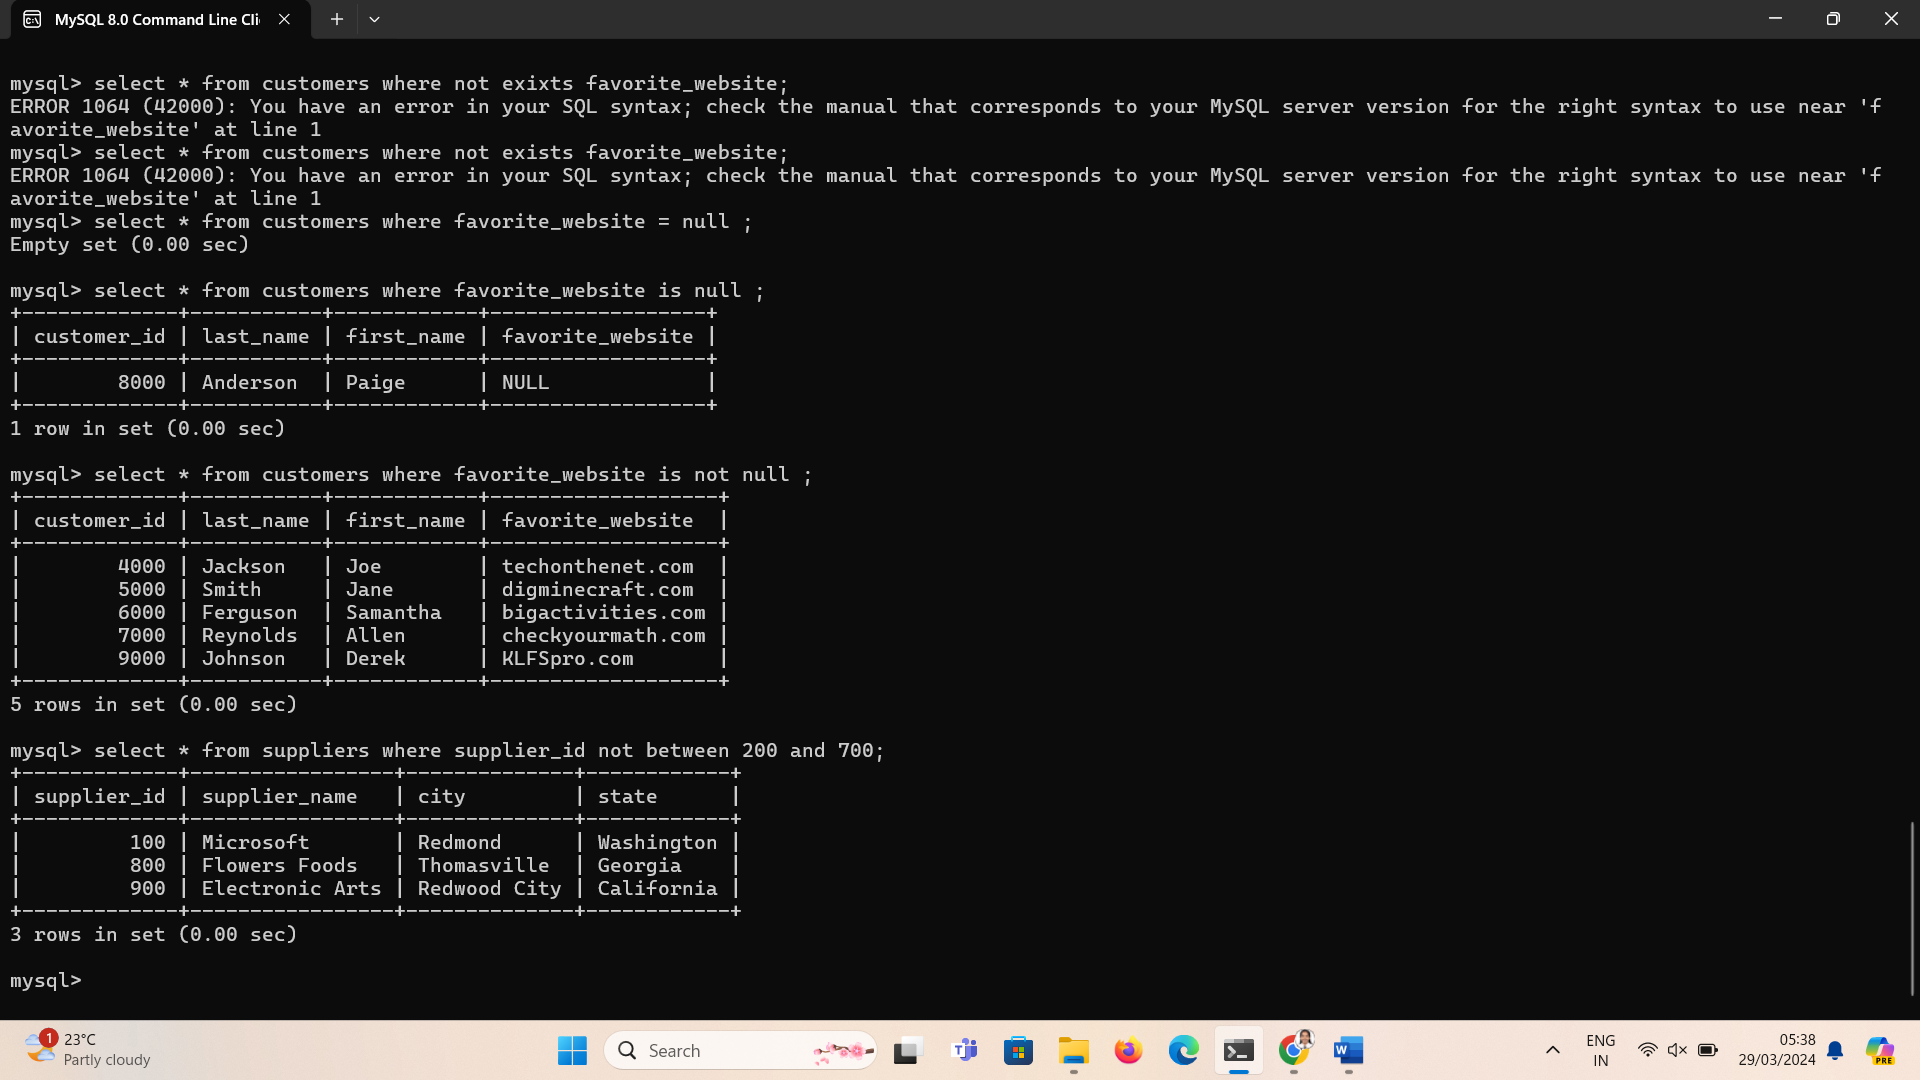 MySQL 8.0 Command Line Cli
mysql> select * from customers where not exixts favorite_website;
ERROR 1064 (42000): You have an error in your SQL syntax; check the manual that corresponds to your MySQL server version for the right syntax to use near 'f
avorite_website' at line 1
mysql> select * from customers where not exists favorite_website;
ERROR 1064 (42000): You have an error in your SQL syntax; check the manual that corresponds to your MySQL server version for the right syntax to use near 'f
avorite_website' at line 1
mysql> select * from customers where favorite_website = null ;
Empty set (0.00 sec)
mysql> select * from customers where favorite_website is null ;
+-------------+-----------+------------+------------------+
| customer_id | last_name | first_name | favorite_website |
+-------------+-----------+------------+------------------+
|        8000 | Anderson  | Paige      | NULL             |
+-------------+-----------+------------+------------------+
1 row in set (0.00 sec)
mysql> select * from customers where favorite_website is not null ;
+-------------+-----------+------------+-------------------+
| customer_id | last_name | first_name | favorite_website  |
+-------------+-----------+------------+-------------------+
|        4000 | Jackson   | Joe        | techonthenet.com  |
|        5000 | Smith     | Jane       | digminecraft.com  |
|        6000 | Ferguson  | Samantha   | bigactivities.com |
|        7000 | Reynolds  | Allen      | checkyourmath.com |
|        9000 | Johnson   | Derek      | KLFSpro.com       |
+-------------+-----------+------------+-------------------+
5 rows in set (0.00 sec)
mysql> select * from suppliers where supplier_id not between 200 and 700;
+-------------+-----------------+--------------+------------+
| supplier_id | supplier_name   | city         | state      |
+-------------+-----------------+--------------+------------+
|         100 | Microsoft       | Redmond      | Washington |
|         800 | Flowers Foods   | Thomasville  | Georgia    |
|         900 | Electronic Arts | Redwood City | California |
+-------------+-----------------+--------------+------------+
3 rows in set (0.00 sec)
mysql>
1
23°C
Partly cloudy
Search
ENG
IN
05:38
29/03/2024
PRE